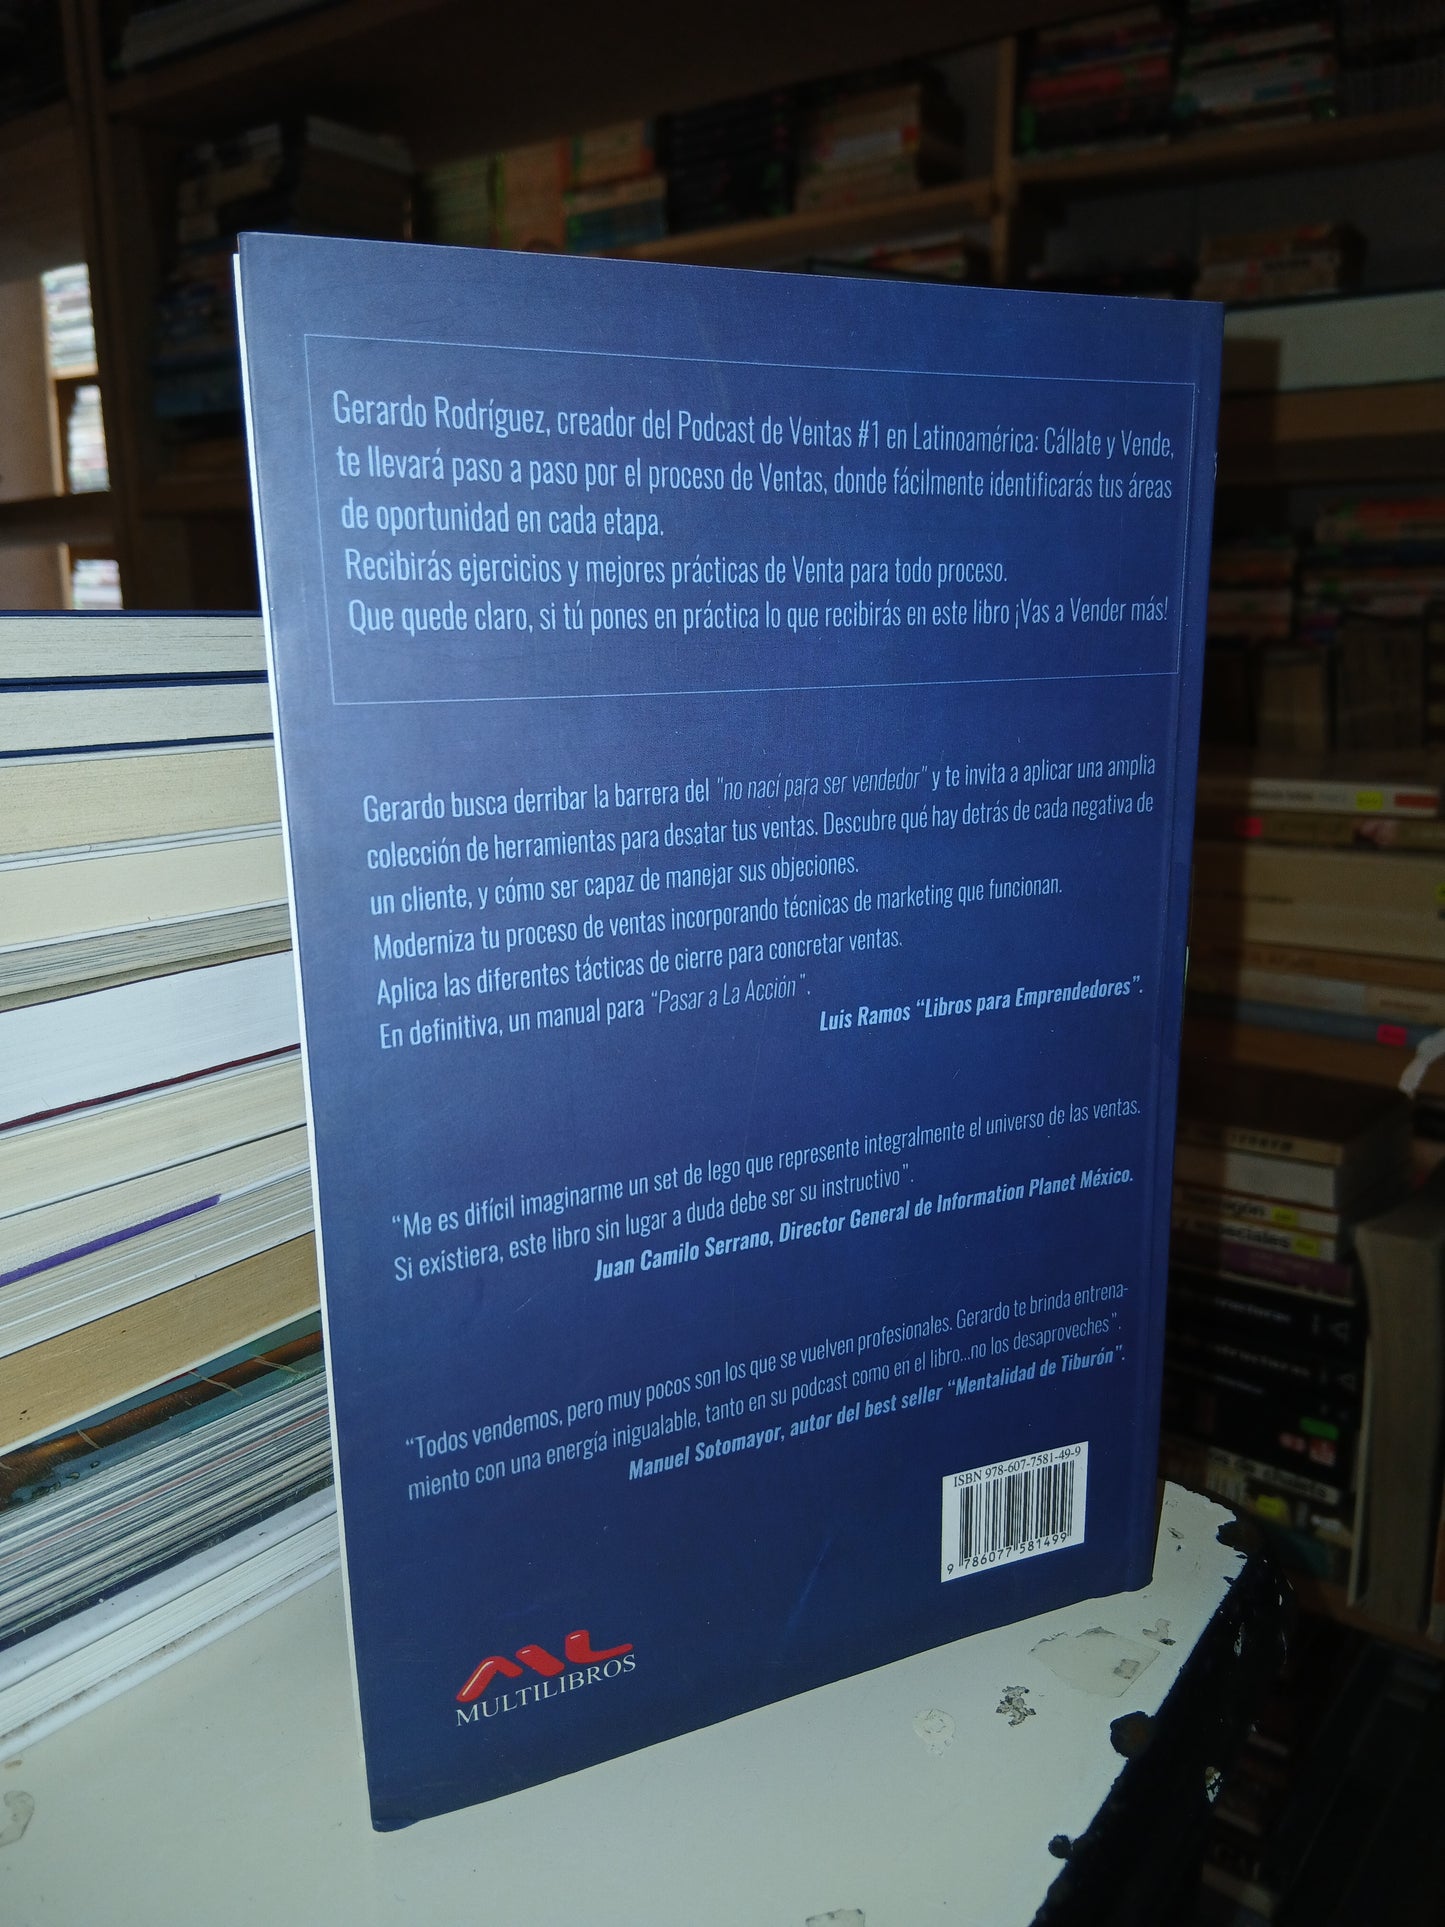 Gerardo Rodríguez, creador del Podcast de Ventas #1 en Latinoamérica: Cállate y Vende,
te llevará paso a paso por el proceso de Ventas, donde fácilmente identificarás tus áreas
de oportunidad en cada etapa.
Recibirás ejercicios y mejores prácticas de Venta para todo proceso.
Que quede claro, si tú pones en práctica lo que recibirás en este libro ¡Vas a Vender más!
Gerardo busca derribar la barrera del "no nací para ser vendedor" y te invita a aplicar una amplia
colección de herramientas para desatar tus ventas. Descubre qué hay detrás de cada negativa de
un cliente, y cómo ser capaz de manejar sus objeciones.
Moderniza tu proceso de ventas incorporando técnicas de marketing que funcionan.
Aplica las diferentes tácticas de cierre para concretar ventas.
En definitiva, un manual para “Pasar a La Acción”.
Luis Ramos “Libros para Emprendedores”.
“Me es difícil imaginarme un set de lego que represente integralmente el universo de las ventas.
Si existiera, este libro sin lugar a duda debe ser su instructivo”.
Juan Camilo Serrano, Director General de Information Planet México.
“Todos vendemos, pero muy pocos son los que se vuelven profesionales. Gerardo te brinda entrena-
miento con una energía inigualable, tanto en su podcast como en el libro...no los desaproveches”.
Manuel Sotomayor, autor del best seller “Mentalidad de Tiburón”.
ISBN 978-607-7581-49-9
9 786077 581499
ML
MULTILIBROS